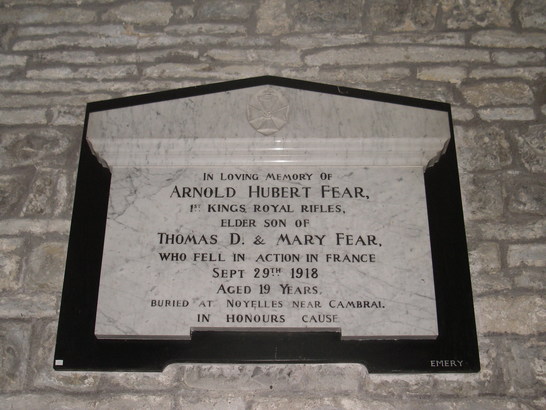 In Loving Memory Of
Arnold Hubert Fear,
1st Kings Royal Rifles,
Elder Son Of
Thomas D. & Mary Fear,
Who Fell In Action In France
Sept 29th 1918
Aged 19 Years.
Buried At Noyelles Near Cambrai.
In Honours Cause
EMERY